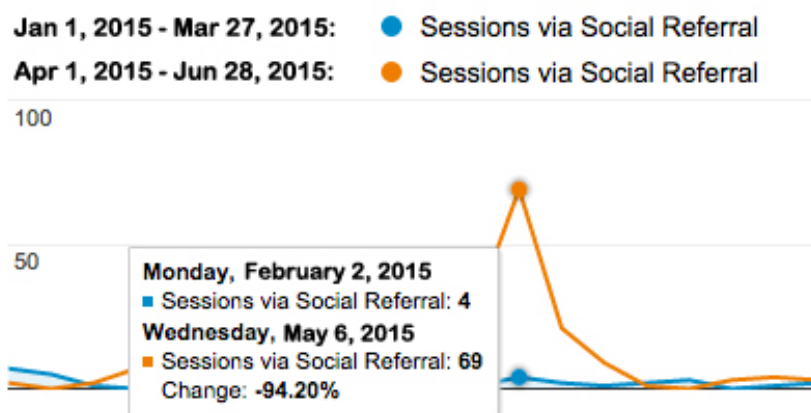 Jan 1, 2015 - Mar 27, 2015: Sessions via Social Referral
Apr 1, 2015 - Jun 28, 2015: Sessions via Social Referral
100
50
Monday, February 2, 2015
Sessions via Social Referral: 4
Wednesday, May 6, 2015
Sessions via Social Referral: 69
Change: -94.20%